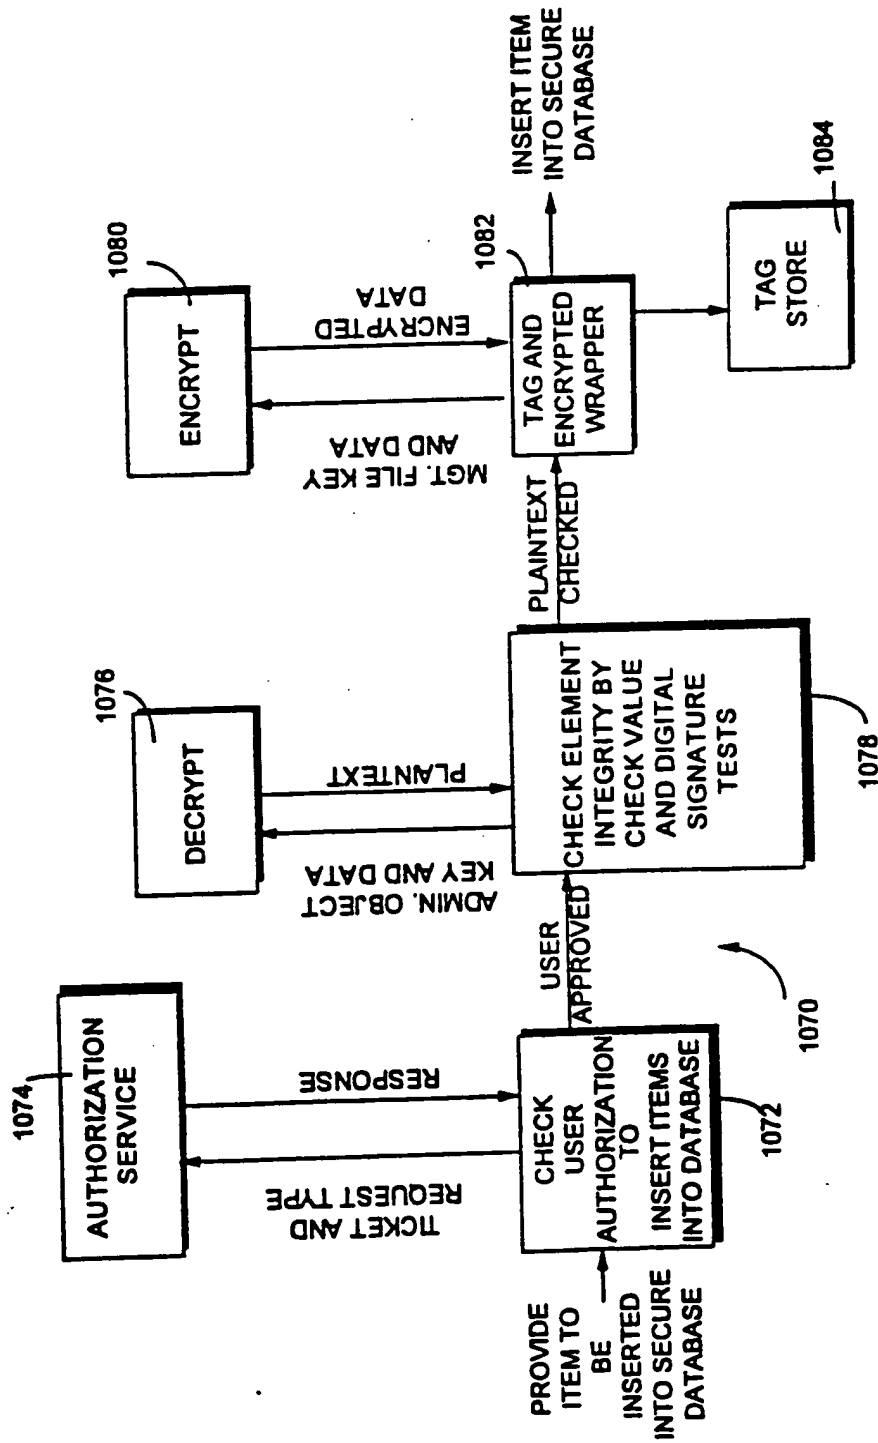 PROVIDE
ITEM TO
BE
INSERTED
INTO SECURE
DATABASE
CHECK
USER
AUTHORIZATION
TO
INSERT ITEMS
INTO DATABASE
1072
TICKET AND
REQUEST TYPE
RESPONSE
AUTHORIZATION
SERVICE
1074
USER
APPROVED
1070
CHECK ELEMENT
INTEGRITY BY
CHECK VALUE
AND DIGITAL
SIGNATURE
TESTS
1078
ADMIN. OBJECT
KEY AND DATA
PLAINTEXT
DECRYPT
1076
PLAINTEXT
CHECKED
TAG AND
ENCRYPTED
WRAPPER
1082
MGT. FILE KEY
AND DATA
ENCRYPTED
DATA
ENCRYPT
1080
INSERT ITEM
INTO SECURE
DATABASE
TAG
STORE
1084